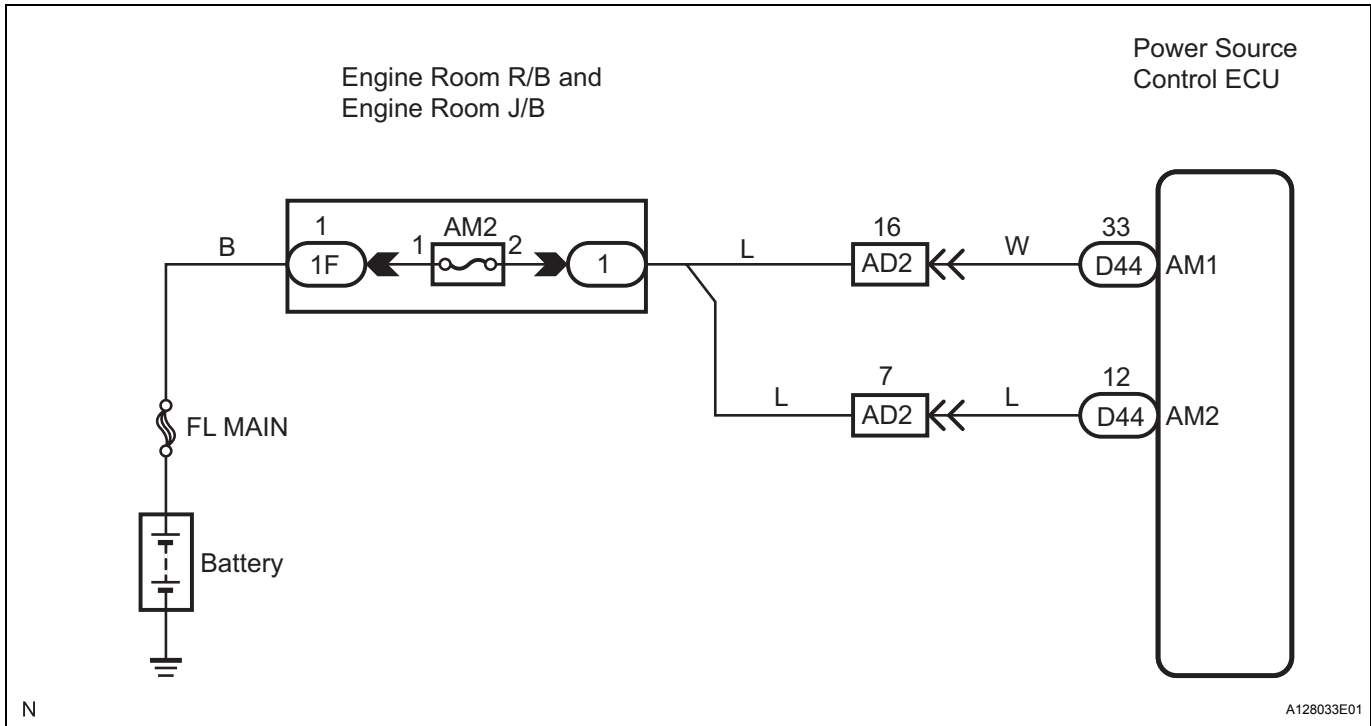 Engine Room R/B and
Engine Room J/B
Power Source
Control ECU
1
1F
B
1
AM2
2
1
L
16
AD2
W
33
D44
AM1
L
7
AD2
L
12
D44
AM2
FL MAIN
Battery
N
A128033E01